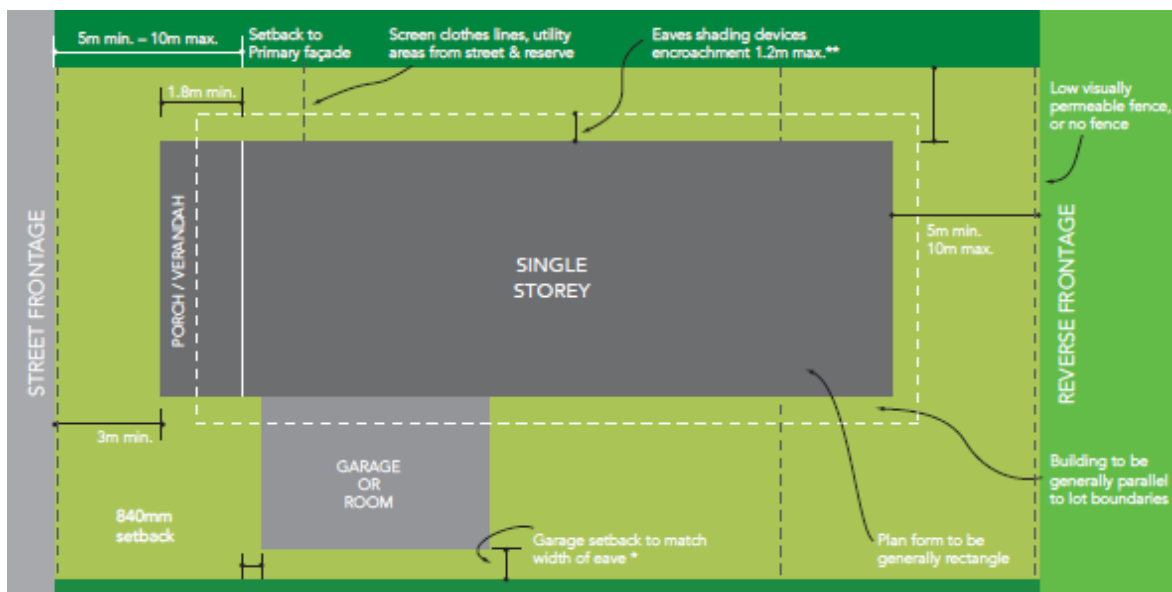 5m min. – 10m max.
Setback to
Primary façade
Screen clothes lines, utility
areas from street & reserve
Eaves shading devices
encroachment 1.2m max.**
Low visually
permeable fence,
or no fence
1.8m min.
STREET FRONTAGE
PORCH / VERANDAH
SINGLE
STOREY
5m min.
10m max.
REVERSE FRONTAGE
3m min.
GARAGE
OR
ROOM
840mm
setback
Garage setback to match
width of eave *
Plan form to be
generally rectangle
Building to be
generally parallel
to lot boundaries